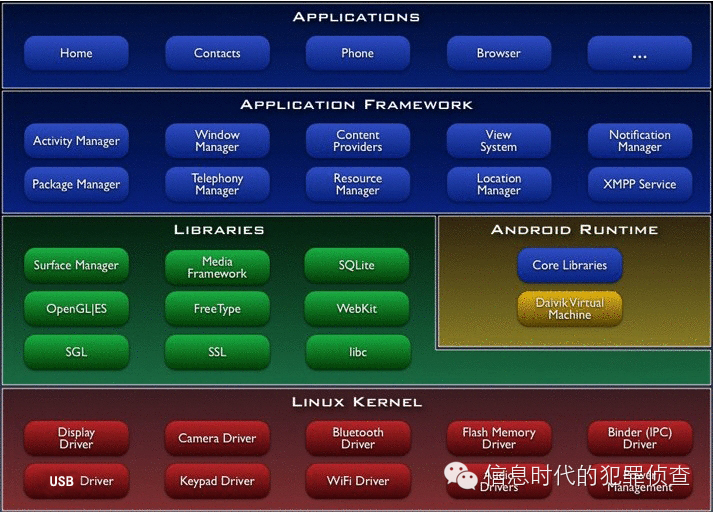 APPLICATIONS
Home
Contacts
Phone
Browser
...
APPLICATION FRAMEWORK
Activity Manager
Window
Manager
Content
Providers
View
System
Notification
Manager
Package Manager
Telephony
Manager
Resource
Manager
Location
Manager
XMPP Service
LIBRARIES
Surface Manager
Media
Framework
SQLite
OpenGL|ES
FreeType
WebKit
SGL
SSL
libc
ANDROID RUNTIME
Core Libraries
Dalvik Virtual
Machine
LINUX KERNEL
Display
Driver
Camera Driver
Bluetooth
Driver
Flash Memory
Driver
Binder (IPC)
Driver
USB Driver
Keypad Driver
WiFi Driver
Drivers
Management
信息时代的犯罪侦查